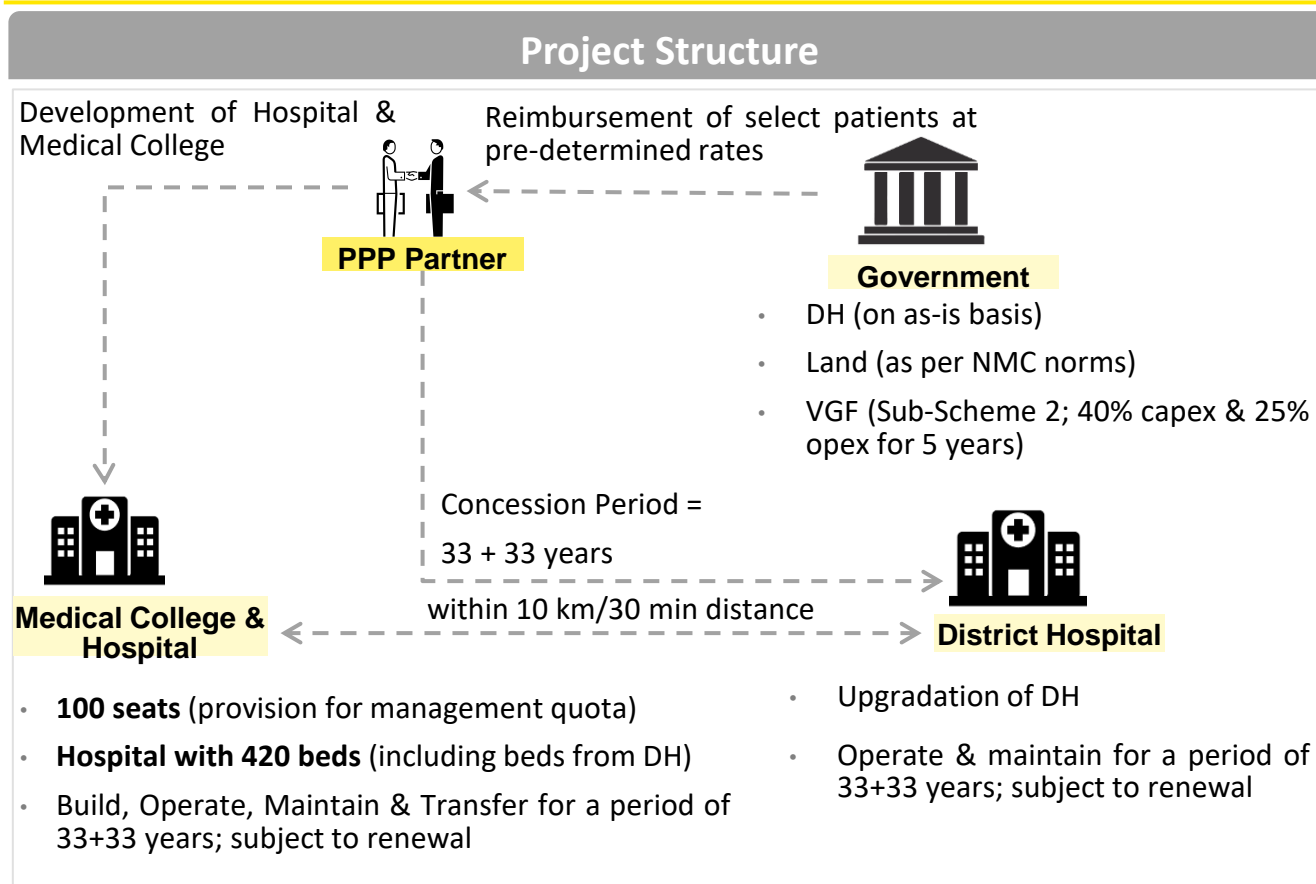 Project Structure
Development of Hospital &
Medical College
Reimbursement of select patients at
pre-determined rates
PPP Partner
Government
• DH (on as-is basis)
• Land (as per NMC norms)
• VGF (Sub-Scheme 2; 40% capex & 25%
opex for 5 years)
Concession Period =
33 + 33 years
within 10 km/30 min distance
Medical College &
Hospital
District Hospital
• 100 seats (provision for management quota)
• Hospital with 420 beds (including beds from DH)
• Build, Operate, Maintain & Transfer for a period of
33+33 years; subject to renewal
• Upgradation of DH
• Operate & maintain for a period of
33+33 years; subject to renewal